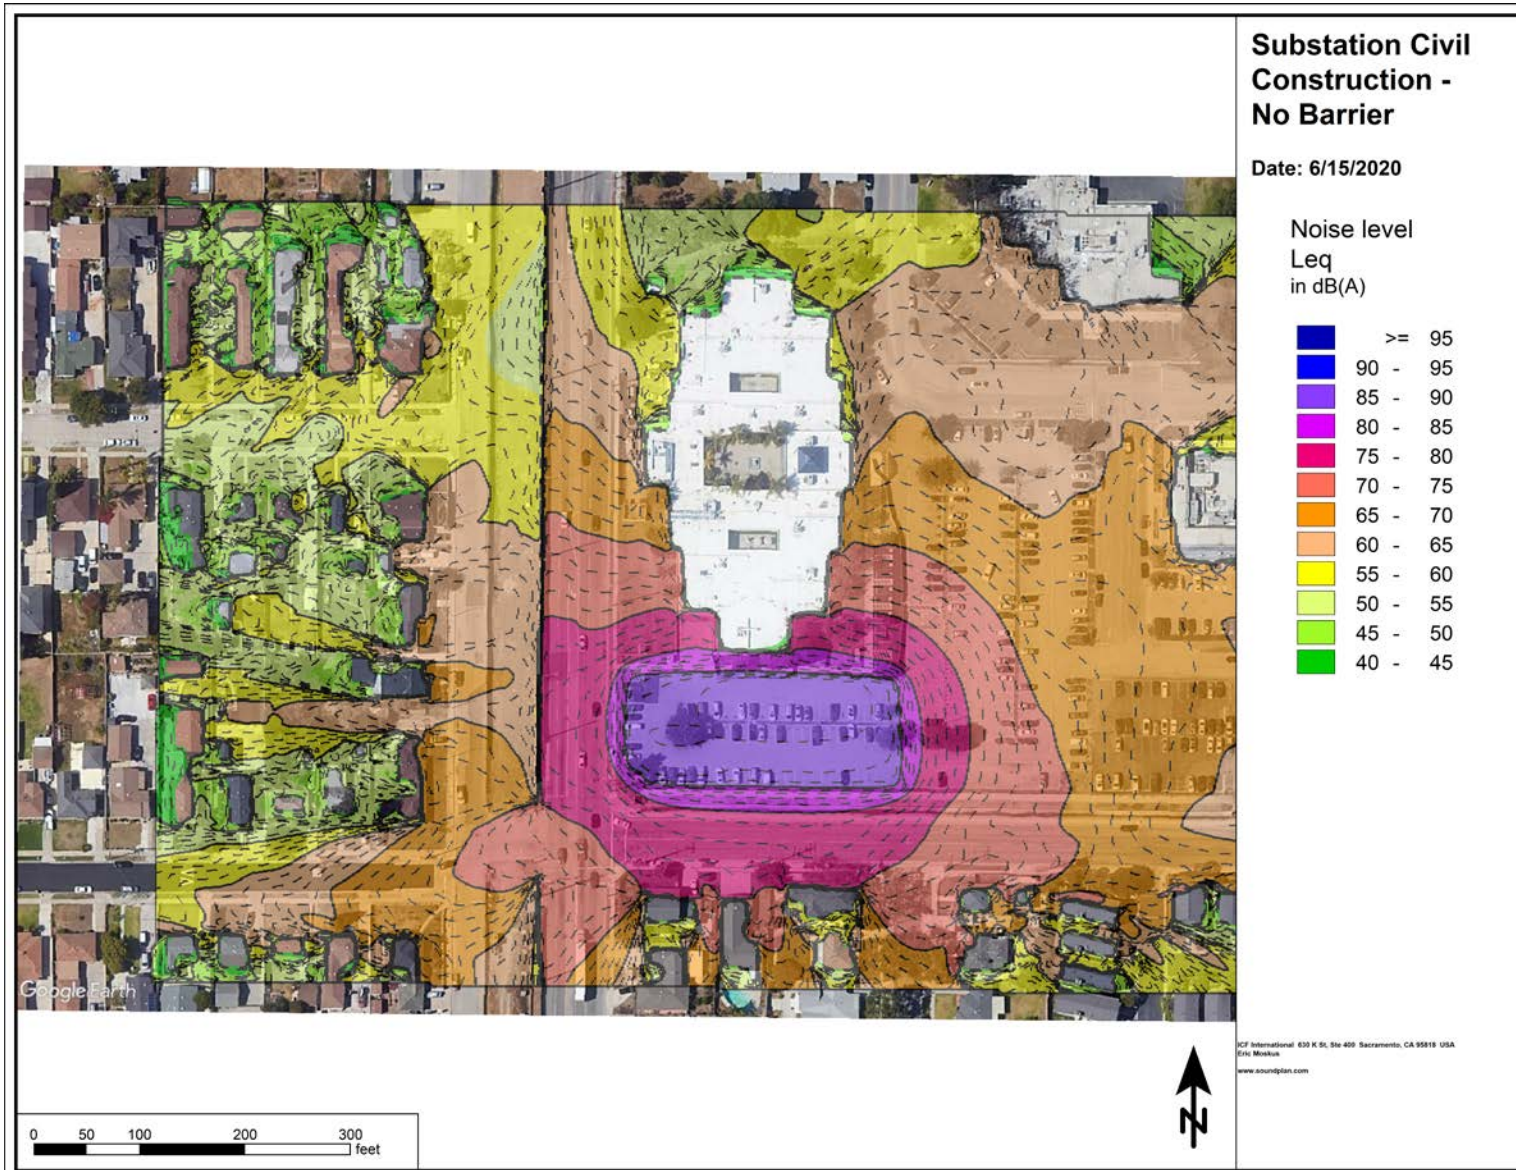 Substation Civil
Construction -
No Barrier
Date: 6/15/2020
Noise level
Leq
in dB(A)
>= 95
90 - 95
85 - 90
80 - 85
75 - 80
70 - 75
65 - 70
60 - 65
55 - 60
50 - 55
45 - 50
40 - 45
Google Earth
ICF International 630 K St, Ste 400 Sacramento, CA 95818 USA
Eric Moskus
www.soundplan.com
N
0 50 100 200 300
feet